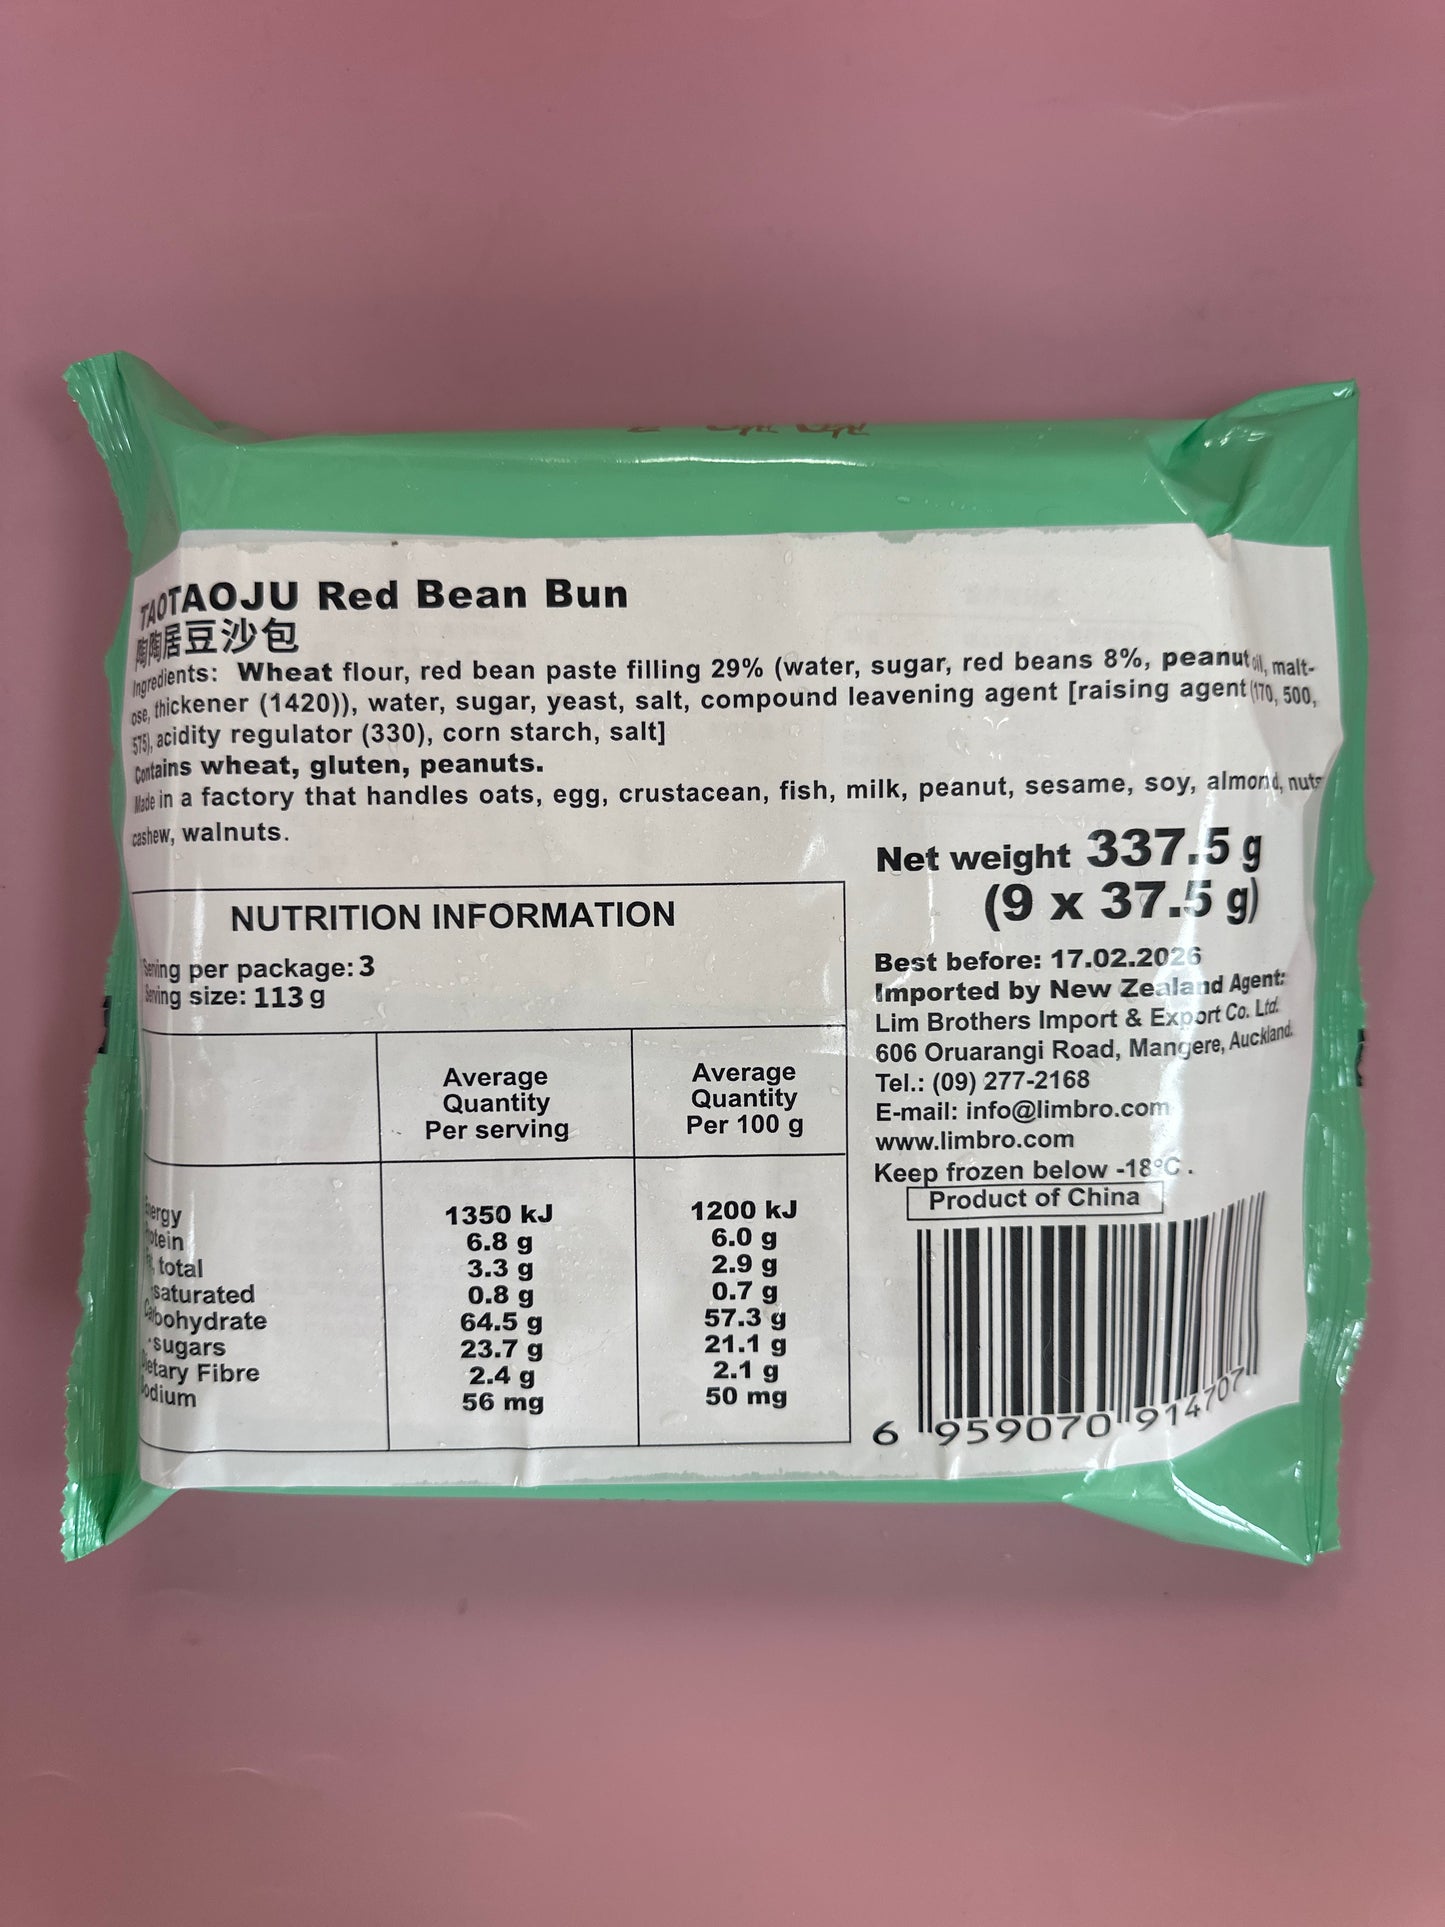 TAOTAOJU Red Bean Bun
陶陶居豆沙包
Ingredients: Wheat flour, red bean paste filling 29% (water, sugar, red beans 8%, peanut oil, malt-
ose, thickener (1420)), water, sugar, yeast, salt, compound leavening agent [raising agent (170, 500,
575), acidity regulator (330), corn starch, salt]
Contains wheat, gluten, peanuts.
Made in a factory that handles oats, egg, crustacean, fish, milk, peanut, sesame, soy, almond, nuts
cashew, walnuts.
Net weight 337.5 g
(9 x 37.5 g)
NUTRITION INFORMATION
Serving per package: 3
Serving size: 113 g
Average Quantity Per serving
Average Quantity Per 100 g
Energy 1350 kJ 1200 kJ
Protein 6.8 g 6.0 g
Fat, total 3.3 g 2.9 g
-saturated 0.8 g 0.7 g
Carbohydrate 64.5 g 57.3 g
-sugars 23.7 g 21.1 g
Dietary Fibre 2.4 g 2.1 g
Sodium 56 mg 50 mg
Best before: 17.02.2026
Imported by New Zealand Agent:
Lim Brothers Import & Export Co. Ltd.
606 Oruarangi Road, Mangere, Auckland.
Tel.: (09) 277-2168
E-mail: info@limbro.com
www.limbro.com
Keep frozen below -18°C.
Product of China
6 959070 914707